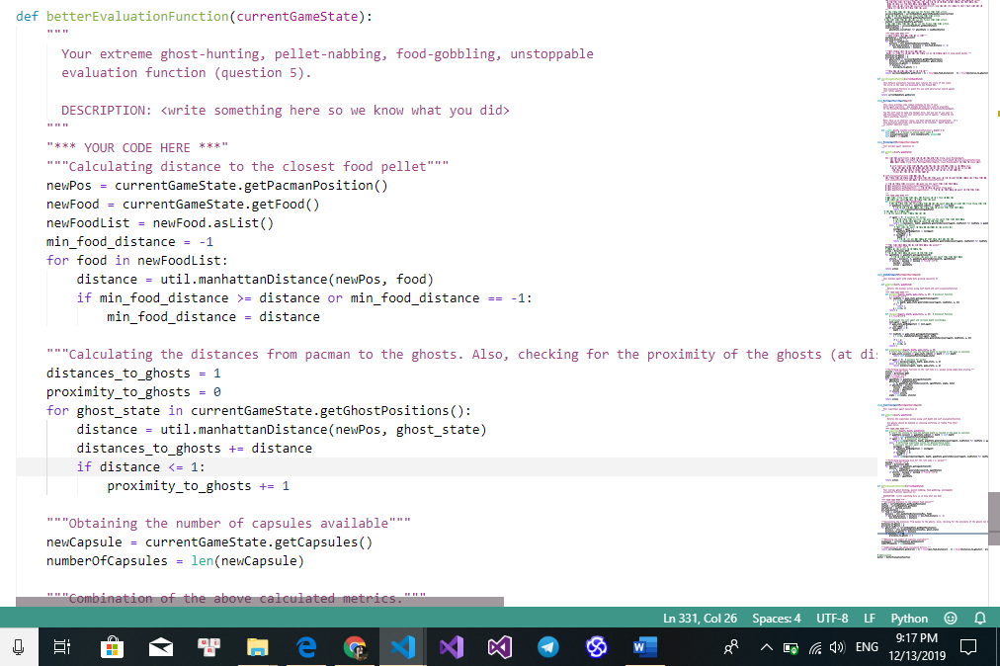 def betterEvaluationFunction(currentGameState):
"""
Your extreme ghost-hunting, pellet-nabbing, food-gobbling, unstoppable
evaluation function (question 5).
DESCRIPTION: <write something here so we know what you did>
"""
"*** YOUR CODE HERE ***"
"""Calculating distance to the closest food pellet"""
newPos = currentGameState.getPacmanPosition()
newFood = currentGameState.getFood()
newFoodList = newFood.asList()
min_food_distance = -1
for food in newFoodList:
distance = util.manhattanDistance(newPos, food)
if min_food_distance >= distance or min_food_distance == -1:
min_food_distance = distance
"""Calculating the distances from pacman to the ghosts. Also, checking for the proximity of the ghosts (at di
distances_to_ghosts = 1
proximity_to_ghosts = 0
for ghost_state in currentGameState.getGhostPositions():
distance = util.manhattanDistance(newPos, ghost_state)
distances_to_ghosts += distance
if distance <= 1:
proximity_to_ghosts += 1
"""Obtaining the number of capsules available"""
newCapsule = currentGameState.getCapsules()
numberOfCapsules = len(newCapsule)
"""Combination of the above calculated metrics."""
Ln 331, Col 26 Spaces: 4 UTF-8 LF Python
ENG
9:17 PM
12/13/2019